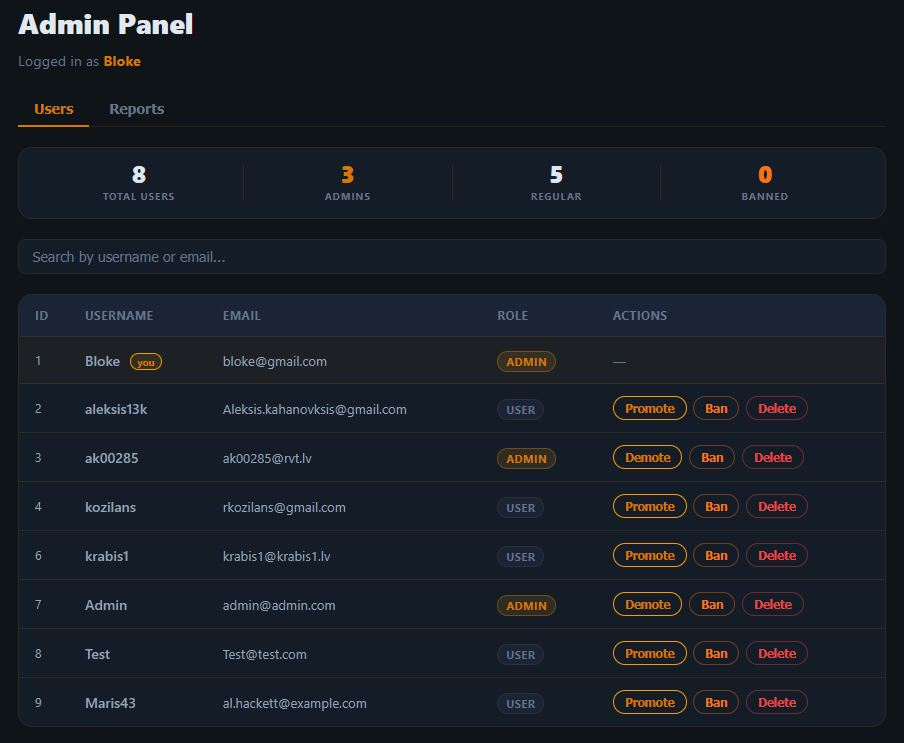 Admin Panel
Logged in as Bloke
Users Reports
8 3 5 0
TOTAL USERS ADMINS REGULAR BANNED
Search by username or email...
ID USERNAME EMAIL ROLE ACTIONS
1 Bloke you bloke@gmail.com ADMIN —
2 aleksis13k Aleksis.kahanovksis@gmail.com USER Promote Ban Delete
3 ak00285 ak00285@rvt.lv ADMIN Demote Ban Delete
4 kozilans rkozilans@gmail.com USER Promote Ban Delete
6 krabis1 krabis1@krabis1.lv USER Promote Ban Delete
7 Admin admin@admin.com ADMIN Demote Ban Delete
8 Test Test@test.com USER Promote Ban Delete
9 Maris43 al.hackett@example.com USER Promote Ban Delete